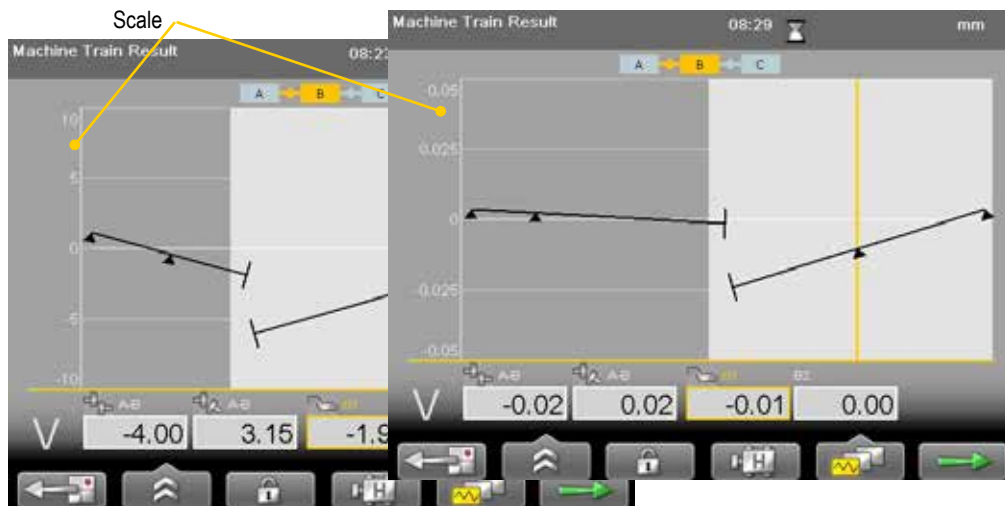 Scale
Machine Train Result 08:2
A B C
10
5
0
-5
-10
A-B A-B B1
V -4.00 3.15 -1.9
Machine Train Result 08:29 mm
A B C
0.05
0.025
0
-0.025
-0.05
A-B A-B B1 B2
V -0.02 0.02 -0.01 0.00
H
H